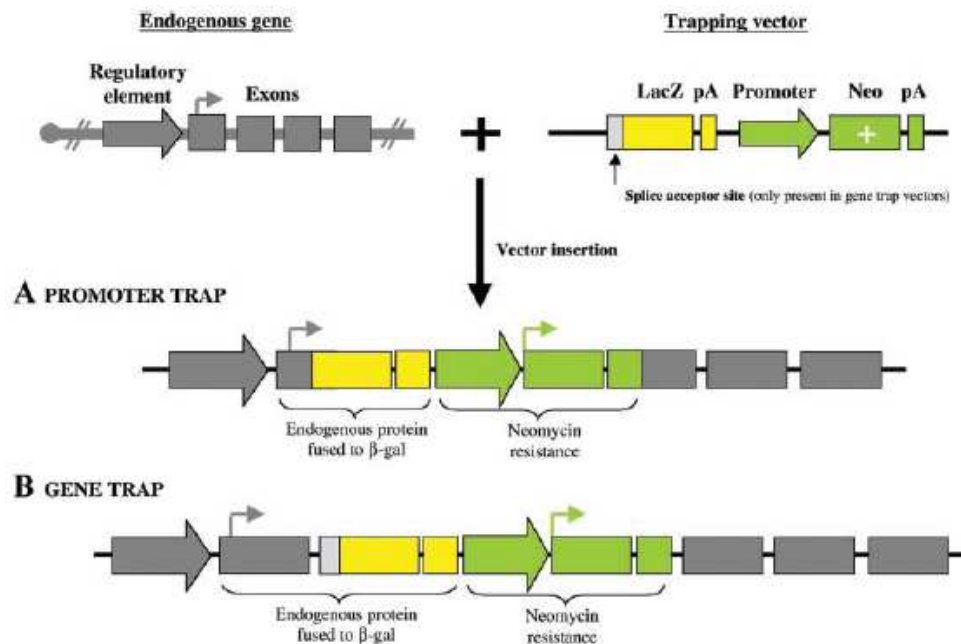 Endogenous gene
Trapping vector
Regulatory
element
Exons
LacZ pA Promoter Neo pA
+
+
Splice acceptor site (only present in gene trap vectors)
Vector insertion
A PROMOTER TRAP
Endogenous protein
fused to β-gal
Neomycin
resistance
B GENE TRAP
Endogenous protein
fused to β-gal
Neomycin
resistance